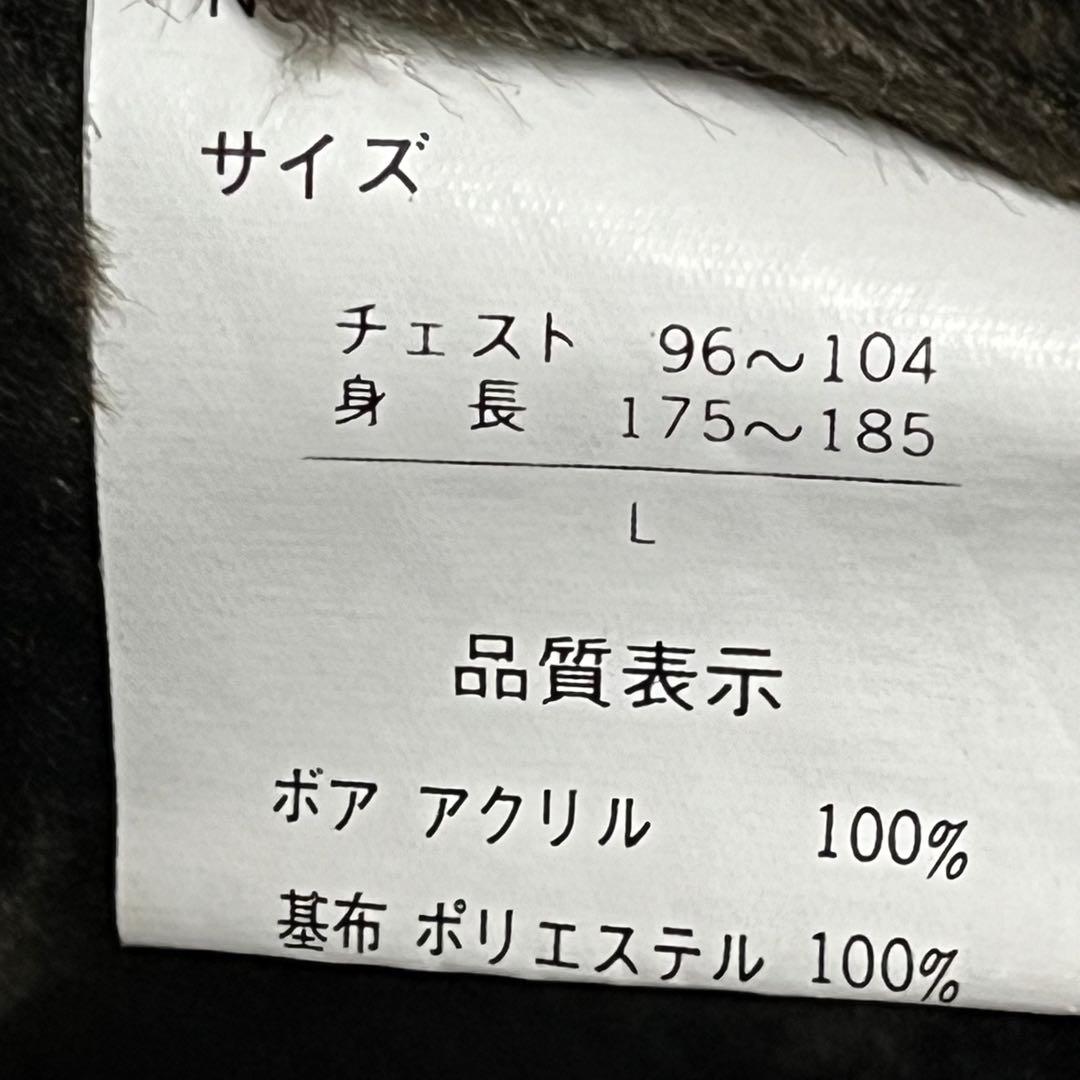 サイズ
チェスト 96〜104
身長 175〜185
L
品質表示
ボア アクリル 100%
基布 ポリエステル 100%